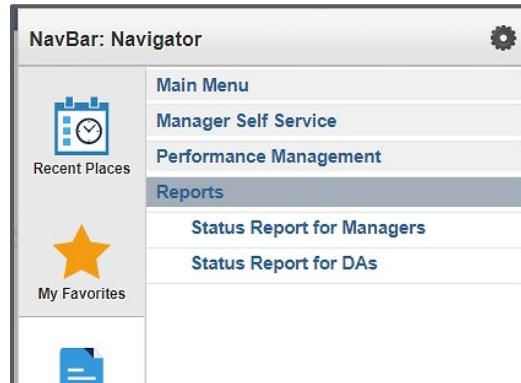 NavBar: Navigator
Recent Places
My Favorites
Main Menu
Manager Self Service
Performance Management
Reports
Status Report for Managers
Status Report for DAs